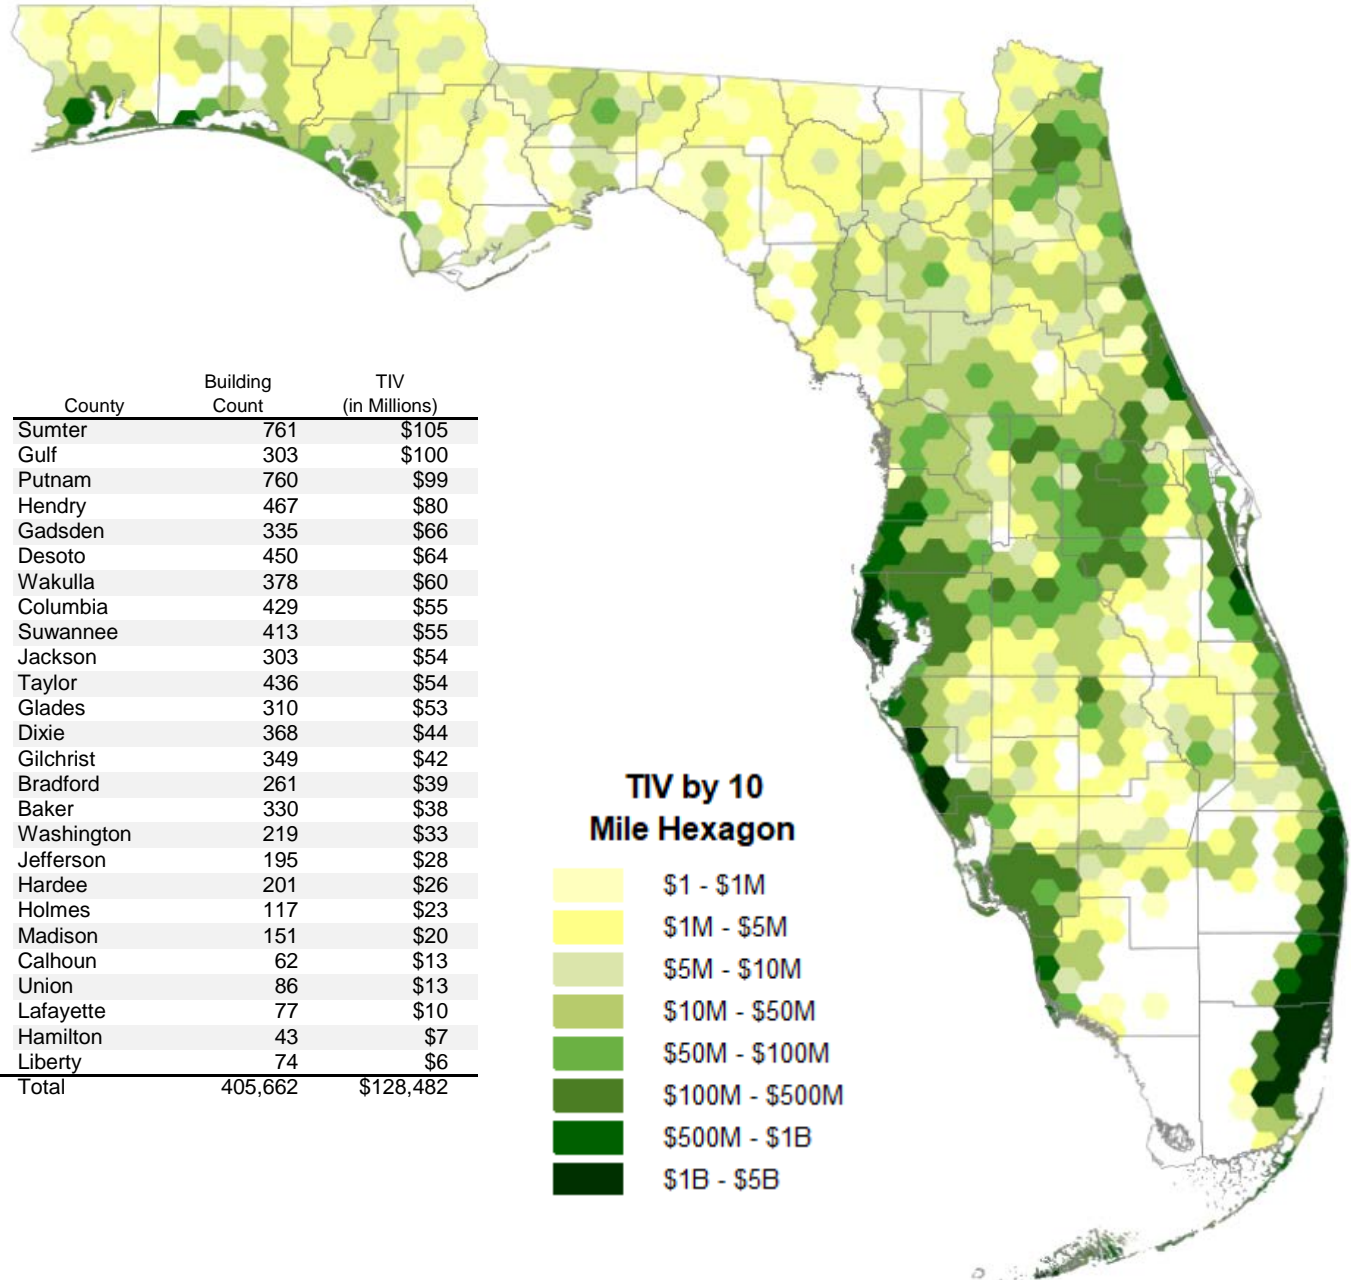 Building TIV
County Count (in Millions)
Sumter 761 $105
Gulf 303 $100
Putnam 760 $99
Hendry 467 $80
Gadsden 335 $66
Desoto 450 $64
Wakulla 378 $60
Columbia 429 $55
Suwannee 413 $55
Jackson 303 $54
Taylor 436 $54
Glades 310 $53
Dixie 368 $44
Gilchrist 349 $42
Bradford 261 $39
Baker 330 $38
Washington 219 $33
Jefferson 195 $28
Hardee 201 $26
Holmes 117 $23
Madison 151 $20
Calhoun 62 $13
Union 86 $13
Lafayette 77 $10
Hamilton 43 $7
Liberty 74 $6
Total 405,662 $128,482
TIV by 10
Mile Hexagon
$1 - $1M
$1M - $5M
$5M - $10M
$10M - $50M
$50M - $100M
$100M - $500M
$500M - $1B
$1B - $5B